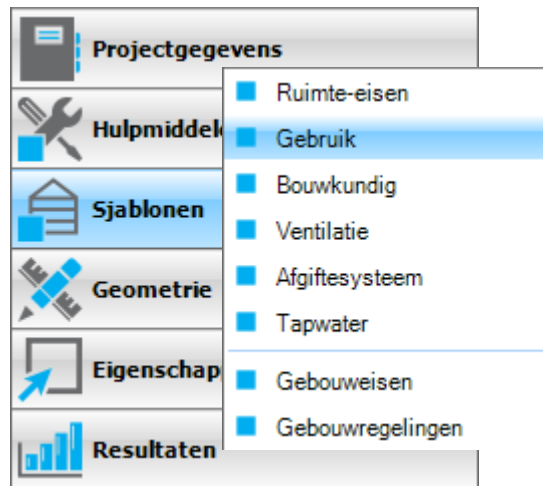 Projectgegevens
Hulpmiddel
Sjablonen
Geometrie
Eigenschap
Resultaten
Ruimte-eisen
Gebruik
Bouwkundig
Ventilatie
Afgiftesysteem
Tapwater
Gebouweisen
Gebouwregelingen